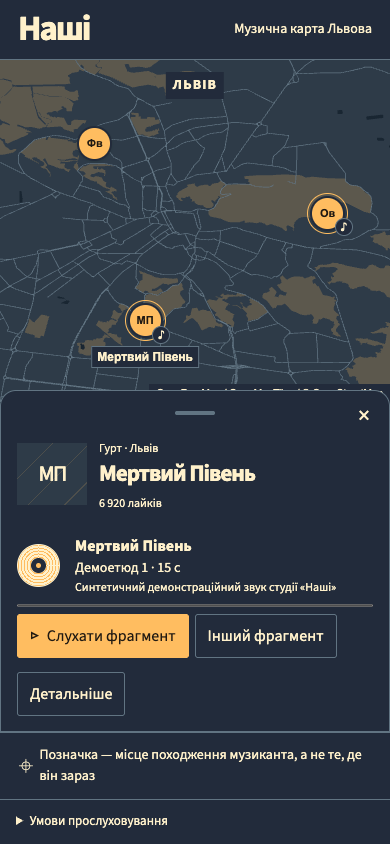 Наші
Музична карта Львова
ЛЬВІВ
Фв
Ов
МП
Мертвий Півень
МП
Гурт · Львів
Мертвий Півень
6 920 лайків
Мертвий Півень
Демоетюд 1 · 15 с
Синтетичний демонстраційний звук студії «Наші»
Слухати фрагмент
Інший фрагмент
Детальніше
Позначка — місце походження музиканта, а не те, де
він зараз
Умови прослуховування